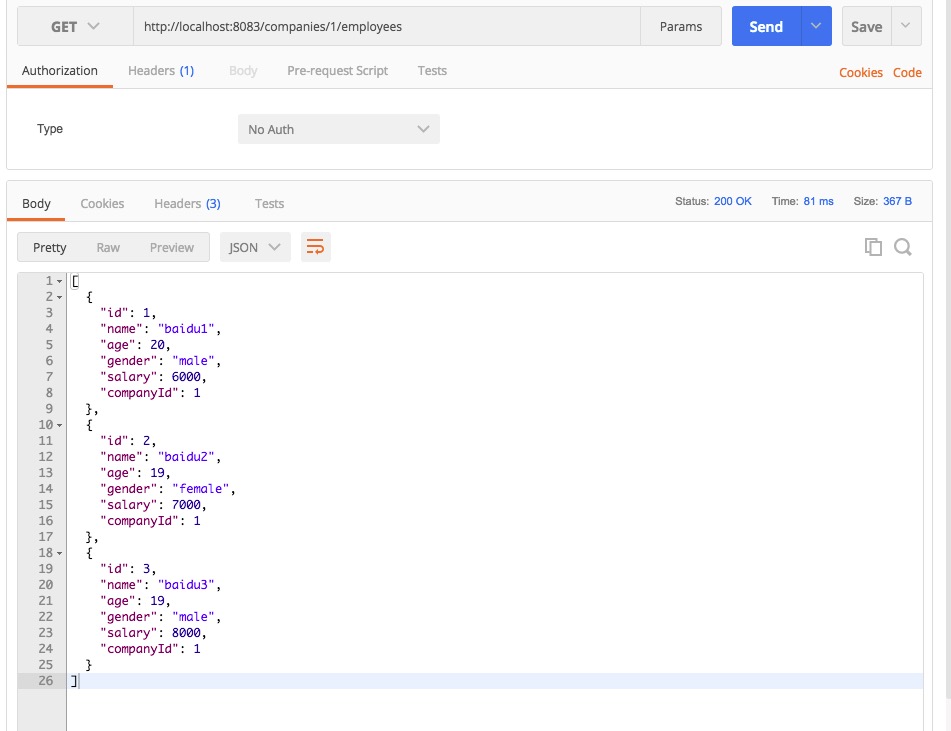 GET http://localhost:8083/companies/1/employees Params Send Save
Authorization Headers (1) Body Pre-request Script Tests Cookies Code
Type No Auth
Body Cookies Headers (3) Tests Status: 200 OK Time: 81 ms Size: 367 B
Pretty Raw Preview JSON
1 [
2 {
3 "id": 1,
4 "name": "baidu1",
5 "age": 20,
6 "gender": "male",
7 "salary": 6000,
8 "companyId": 1
9 },
10 {
11 "id": 2,
12 "name": "baidu2",
13 "age": 19,
14 "gender": "female",
15 "salary": 7000,
16 "companyId": 1
17 },
18 {
19 "id": 3,
20 "name": "baidu3",
21 "age": 19,
22 "gender": "male",
23 "salary": 8000,
24 "companyId": 1
25 }
26 ]